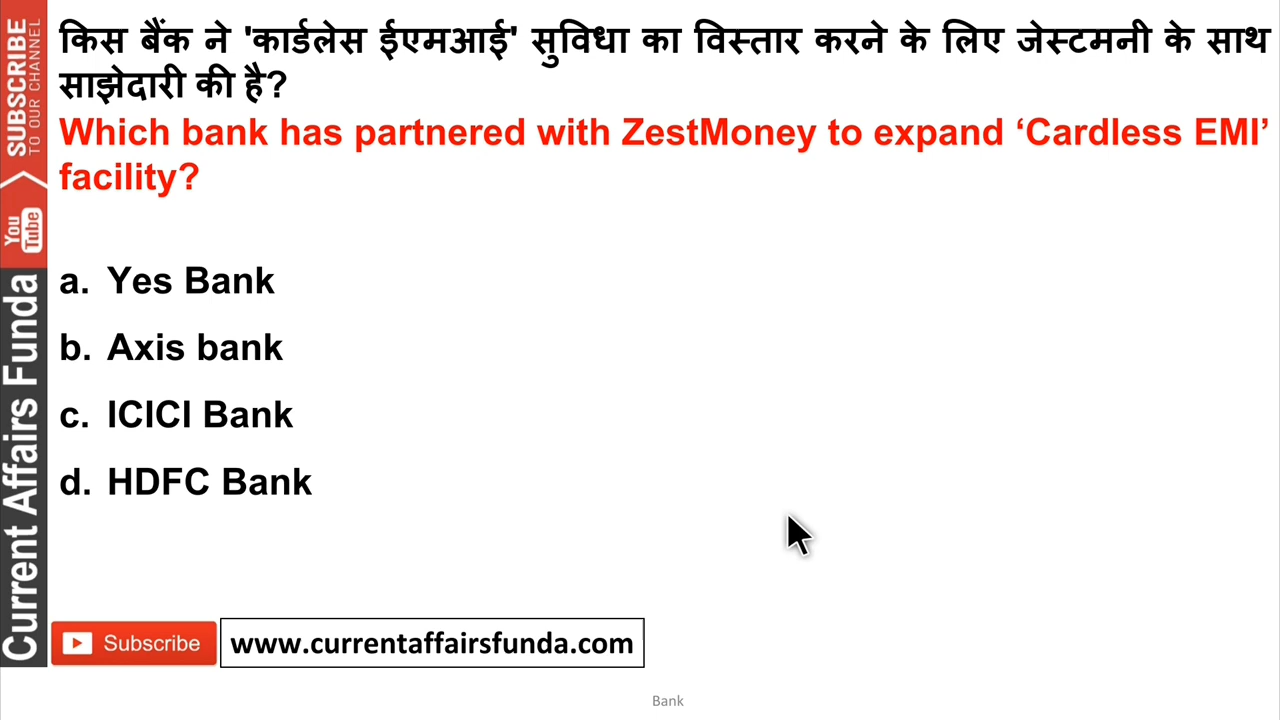 किस बैंक ने 'कार्डलेस ईएमआई' सुविधा का विस्तार करने के लिए जेस्टमनी के साथ
साझेदारी की है?
Which bank has partnered with ZestMoney to expand ‘Cardless EMI’
facility?
a. Yes Bank
b. Axis bank
c. ICICI Bank
d. HDFC Bank
SUBSCRIBE
TO OUR CHANNEL
You
Tube
Current Affairs Funda
Subscribe
www.currentaffairsfunda.com
Bank